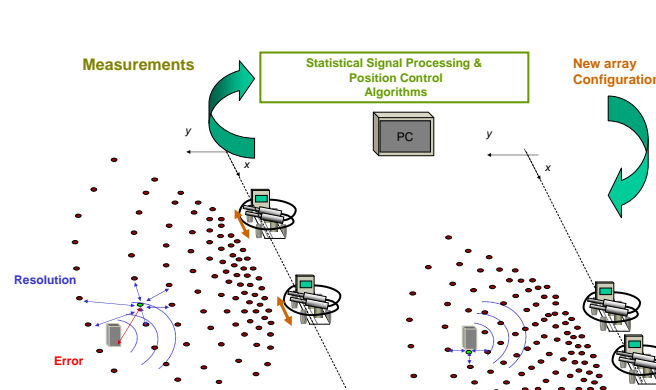 Measurements
Statistical Signal Processing &
Position Control
Algorithms
New array
Configuration
PC
y
x
y
x
Resolution
Error